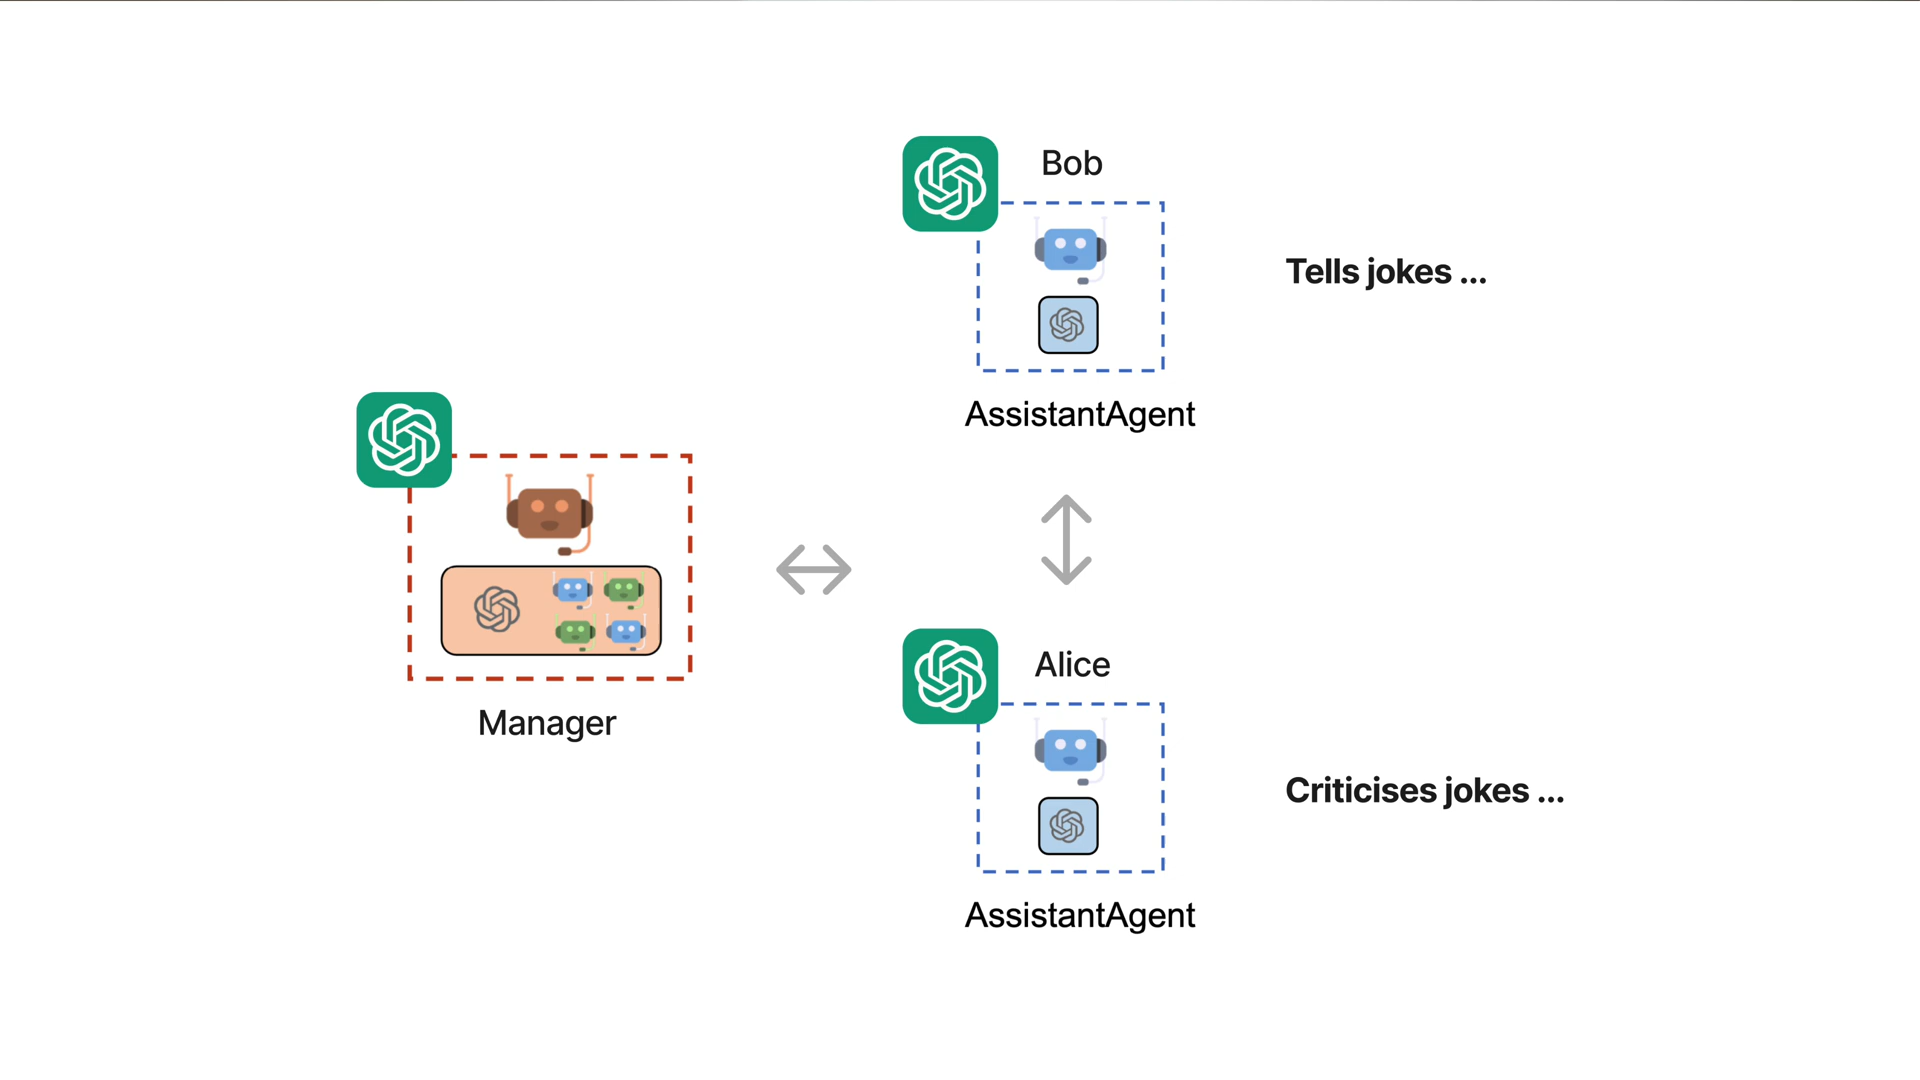 Bob
Tells jokes ...
AssistantAgent
Manager
Alice
Criticises jokes ...
AssistantAgent